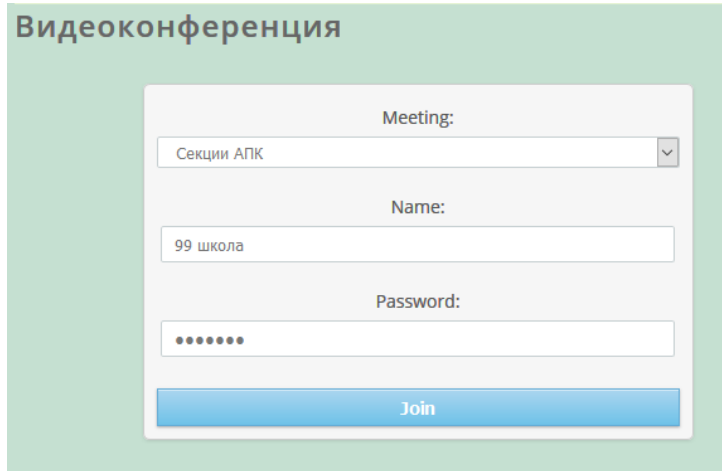 Видеоконференция
Meeting:
Секции АПК
Name:
99 школа
Password:
●●●●●●●
Join